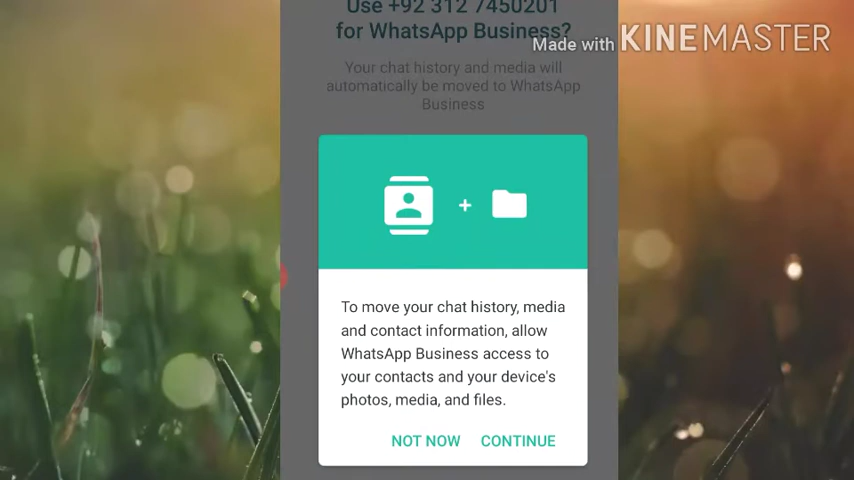 Use +92 312 7450201
for WhatsApp Business?
Made with KINEMASTER
Your chat history and media will
automatically be moved to WhatsApp
Business
To move your chat history, media
and contact information, allow
WhatsApp Business access to
your contacts and your device's
photos, media, and files.
NOT NOW CONTINUE